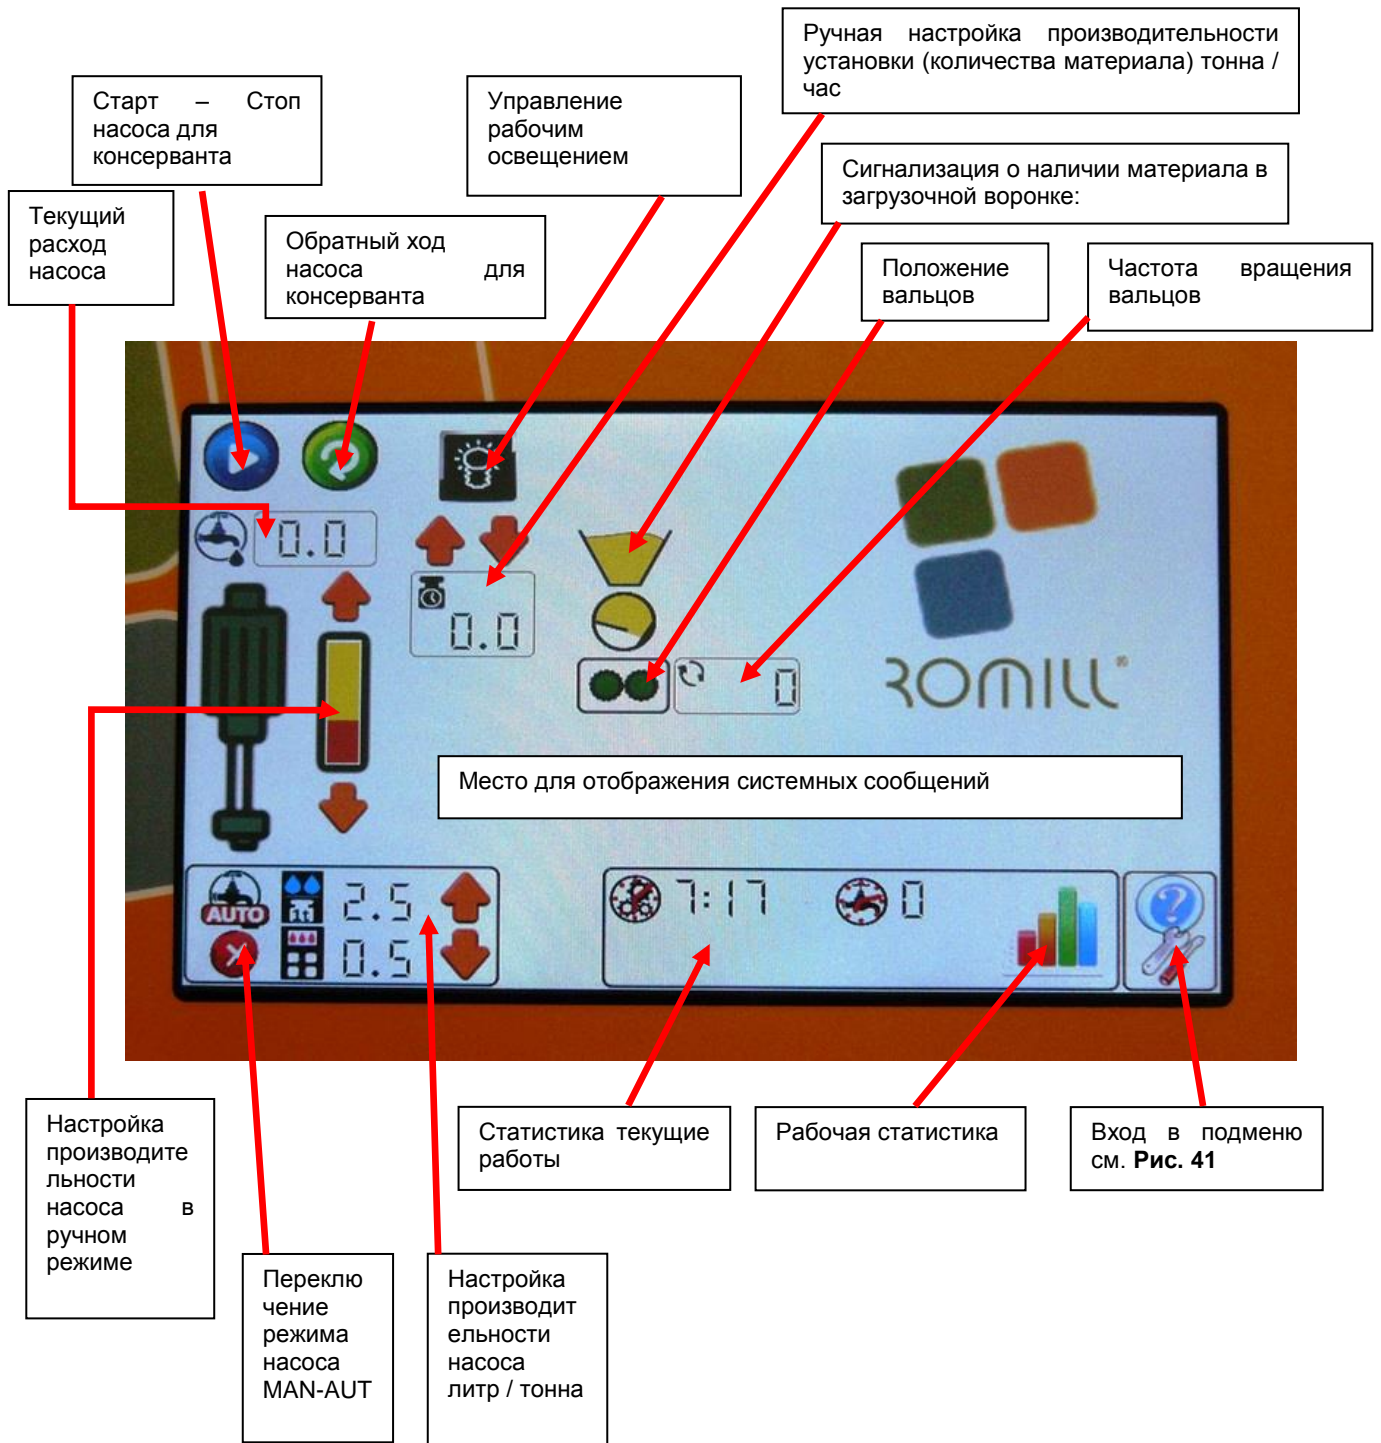 Ручная настройка производительности
установки (количества материала) тонна /
час
Старт – Стоп
насоса для
консерванта
Управление
рабочим
освещением
Сигнализация о наличии материала в
загрузочной воронке:
Текущий
расход
насоса
Обратный ход
насоса для
консерванта
Положение
вальцов
Частота вращения
вальцов
0.0
0.0
0
ROMILL®
Место для отображения системных сообщений
AUTO
1t
2.5
0.5
7:17
0
Настройка
производите
льности
насоса в
ручном
режиме
Статистика текущие
работы
Рабочая статистика
Вход в подменю
см. Рис. 41
Переклю
чение
режима
насоса
MAN-AUT
Настройка
производит
ельности
насоса
литр / тонна